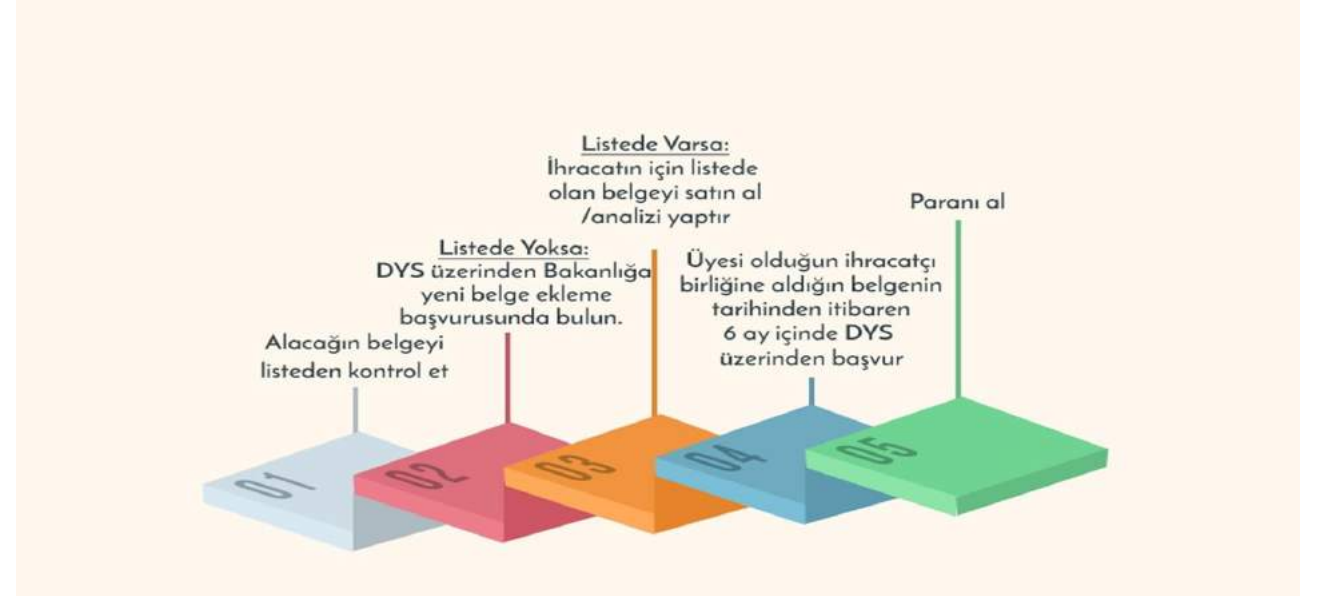 Alacağın belgeyi
listeden kontrol et
01
Listede Yoksa:
DYS üzerinden Bakanlığa
yeni belge ekleme
başvurusunda bulun.
02
Listede Varsa:
İhracatın için listede
olan belgeyi satın al
/analizi yaptır
03
Üyesi olduğun ihracatçı
birliğine aldığın belgenin
tarihinden itibaren
6 ay içinde DYS
üzerinden başvur
04
Paranı al
05